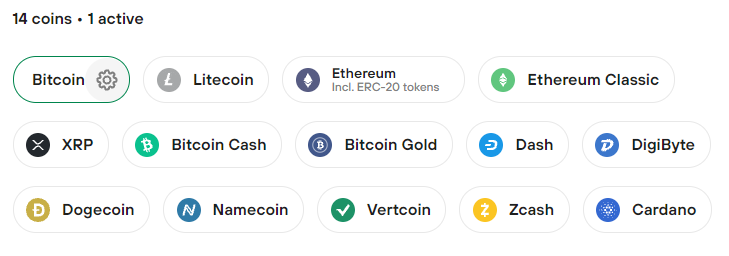 14 coins • 1 active
Bitcoin
Litecoin
Ethereum
Incl. ERC-20 tokens
Ethereum Classic
XRP
Bitcoin Cash
Bitcoin Gold
Dash
DigiByte
Dogecoin
Namecoin
Vertcoin
Zcash
Cardano